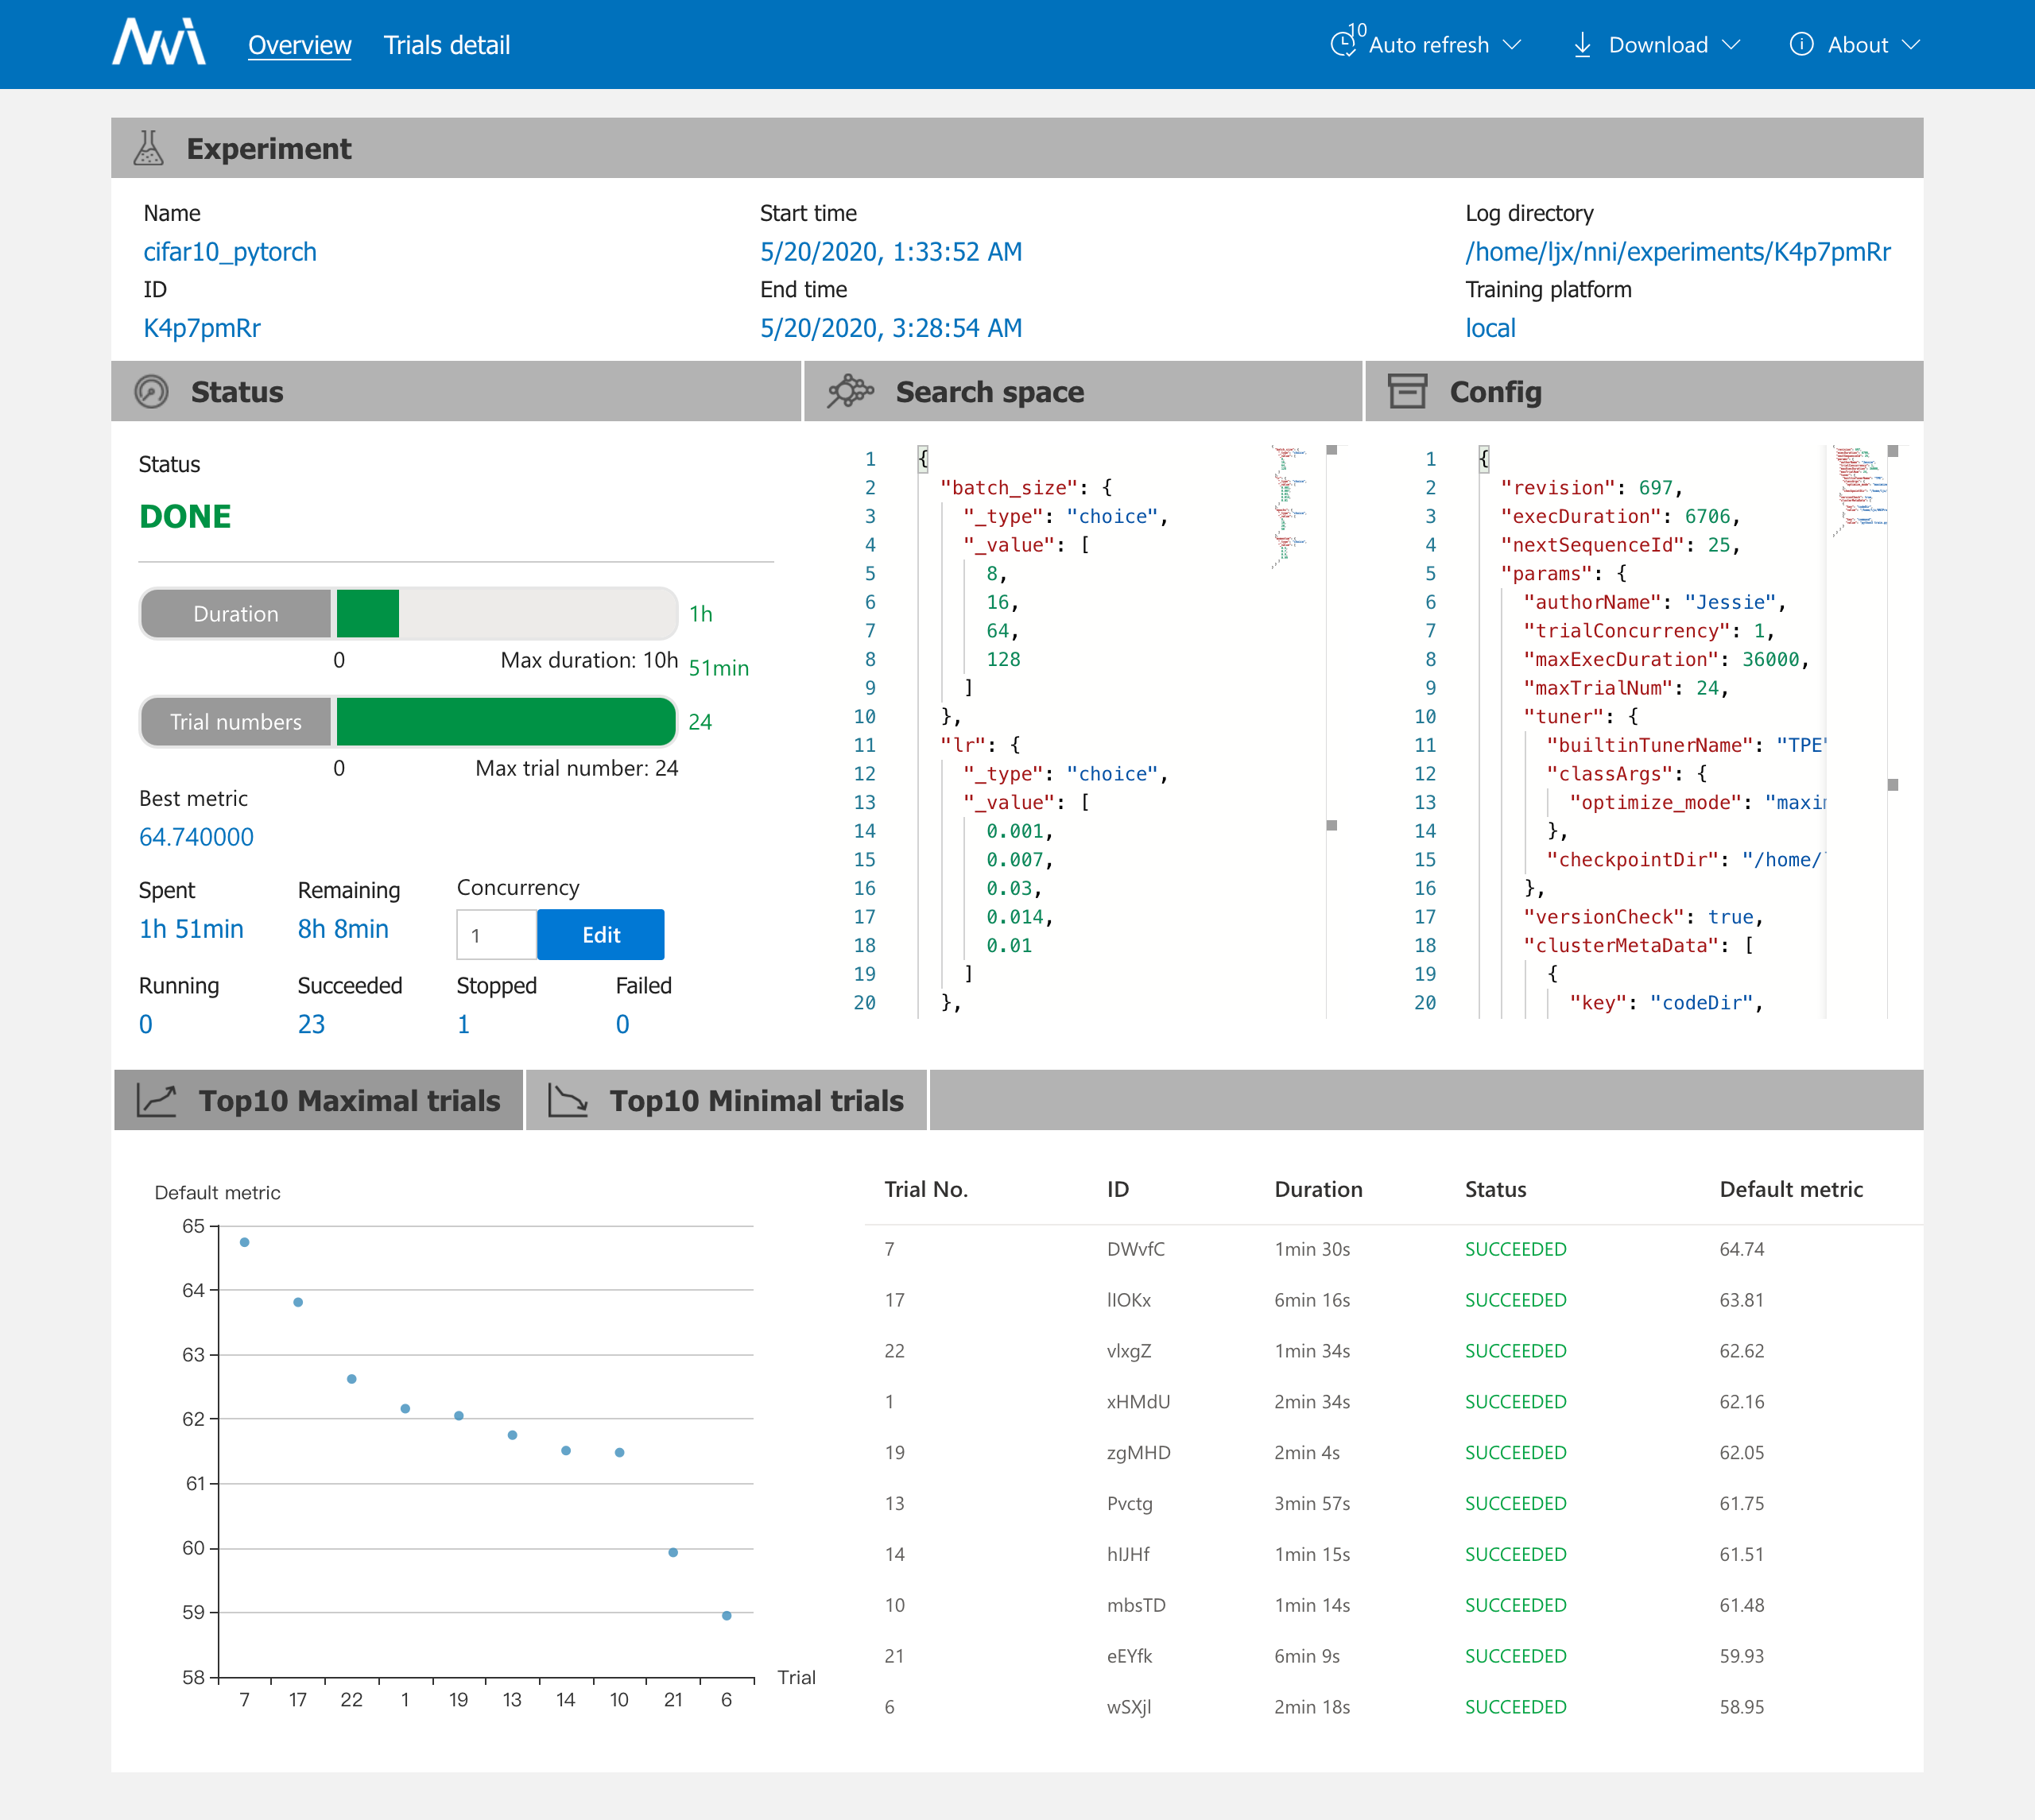 NNI
Overview
Trials detail
10
Auto refresh
Download
About
Experiment
Name
cifar10_pytorch
ID
K4p7pmRr
Start time
5/20/2020, 1:33:52 AM
End time
5/20/2020, 3:28:54 AM
Log directory
/home/ljx/nni/experiments/K4p7pmRr
Training platform
local
Status
Status
DONE
Duration
1h 51min
0
Max duration: 10h
Trial numbers
24
0
Max trial number: 24
Best metric
64.740000
Spent
1h 51min
Remaining
8h 8min
Concurrency
1
Edit
Running
0
Succeeded
23
Stopped
1
Failed
0
Search space
1 {
2 "batch_size": {
3 "_type": "choice",
4 "_value": [
5 8,
6 16,
7 64,
8 128
9 ]
10 },
11 "lr": {
12 "_type": "choice",
13 "_value": [
14 0.001,
15 0.007,
16 0.03,
17 0.014,
18 0.01
19 ]
20 },
Config
1 {
2 "revision": 697,
3 "execDuration": 6706,
4 "nextSequenceId": 25,
5 "params": {
6 "authorName": "Jessie",
7 "trialConcurrency": 1,
8 "maxExecDuration": 36000,
9 "maxTrialNum": 24,
10 "tuner": {
11 "builtinTunerName": "TPE"
12 "classArgs": {
13 "optimize_mode": "maxi
14 },
15 "checkpointDir": "/home/
16 },
17 "versionCheck": true,
18 "clusterMetaData": [
19 {
20 "key": "codeDir",
Top10 Maximal trials
Top10 Minimal trials
Default metric
65
64
63
62
61
60
59
58
7 17 22 1 19 13 14 10 21 6
Trial
Trial No. ID Duration Status Default metric
7 DWvfC 1min 30s SUCCEEDED 64.74
17 lIOKx 6min 16s SUCCEEDED 63.81
22 vlxgZ 1min 34s SUCCEEDED 62.62
1 xHMdU 2min 34s SUCCEEDED 62.16
19 zgMHD 2min 4s SUCCEEDED 62.05
13 Pvctg 3min 57s SUCCEEDED 61.75
14 hIJHf 1min 15s SUCCEEDED 61.51
10 mbsTD 1min 14s SUCCEEDED 61.48
21 eEYfk 6min 9s SUCCEEDED 59.93
6 wSXjl 2min 18s SUCCEEDED 58.95